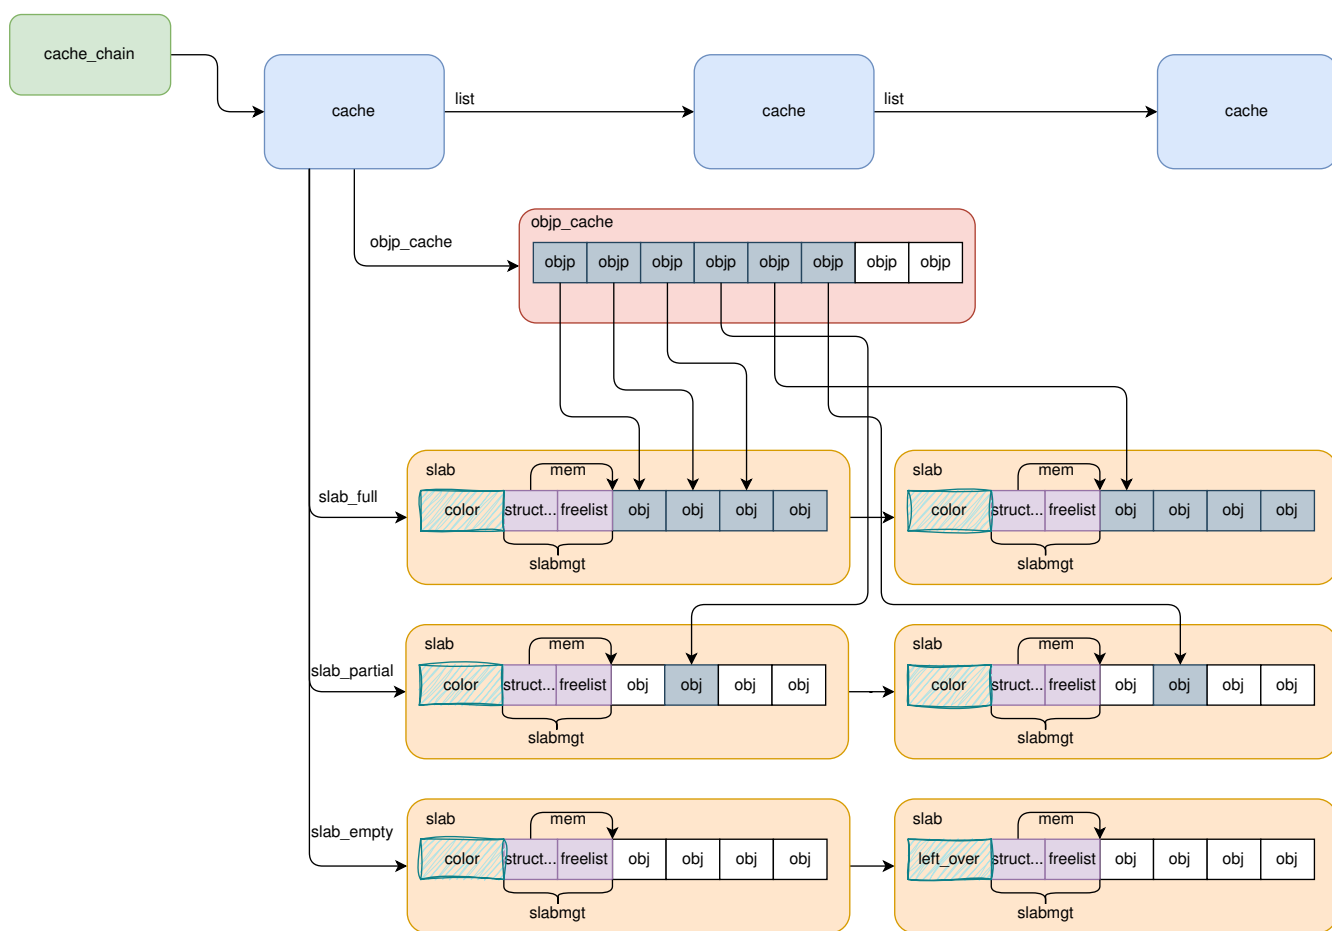 cache_chain
cache
list
cache
list
cache
objp_cache
objp_cache
objp objp objp objp objp objp objp objp
slab_full
slab
mem
color struct... freelist obj obj obj obj
slabmgt
slab
mem
color struct... freelist obj obj obj obj
slabmgt
slab_partial
slab
mem
color struct... freelist obj obj obj obj
slabmgt
slab
mem
color struct... freelist obj obj obj obj
slabmgt
slab_empty
slab
mem
color struct... freelist obj obj obj obj
slabmgt
slab
mem
left_over struct... freelist obj obj obj obj
slabmgt